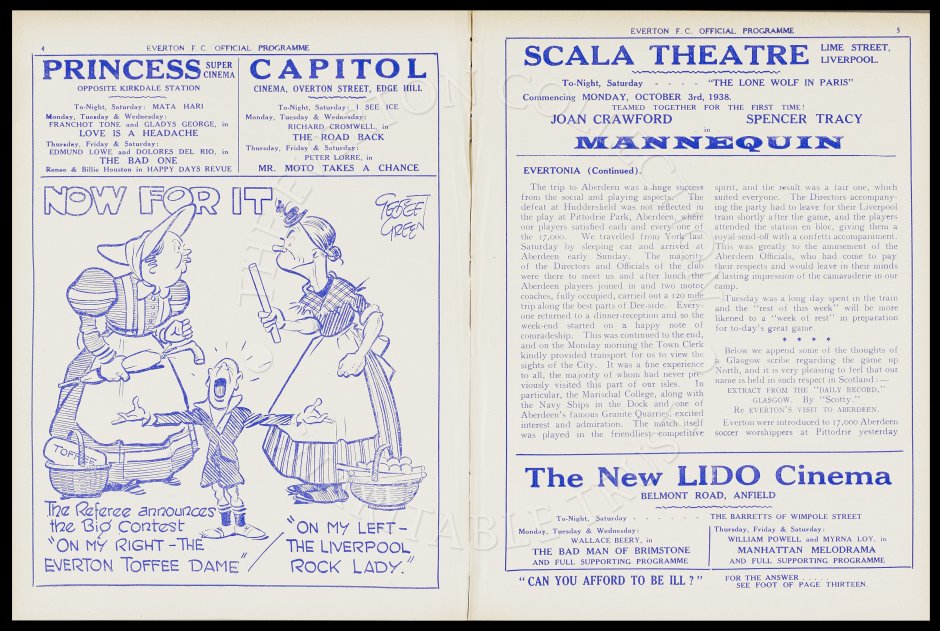 4
EVERTON F. C. OFFICIAL PROGRAMME
PRINCESS SUPER CINEMA
OPPOSITE KIRKDALE STATION
To-Night, Saturday: MATA HARI
Monday, Tuesday & Wednesday:
FRANCHOT TONE and GLADYS GEORGE, in
LOVE IS A HEADACHE
Thursday, Friday & Saturday:
EDMUND LOWE and DOLORES DEL RIO, in
THE BAD ONE
Renee & Billie Houston in HAPPY DAYS REVUE
CAPITOL
CINEMA, OVERTON STREET, EDGE HILL
To-Night, Saturday: I SEE ICE
Monday, Tuesday & Wednesday:
RICHARD CROMWELL, in
THE ROAD BACK
Thursday, Friday & Saturday:
PETER LORRE, in
MR. MOTO TAKES A CHANCE
NOW FOR IT
GEORGE GREEN
TOFFEE
The Referee announces
the Big Contest
"ON MY RIGHT - THE
EVERTON TOFFEE DAME"
"ON MY LEFT -
THE LIVERPOOL
ROCK LADY."
EVERTON F. C. OFFICIAL PROGRAMME
5
SCALA THEATRE LIME STREET, LIVERPOOL.
To-Night, Saturday - - - - "THE LONE WOLF IN PARIS"
Commencing MONDAY, OCTOBER 3rd, 1938.
TEAMED TOGETHER FOR THE FIRST TIME!
JOAN CRAWFORD SPENCER TRACY
in
MANNEQUIN
EVERTONIA (Continued).
The trip to Aberdeen was a huge success
from the social and playing aspects. The
defeat at Huddersfield was not reflected in
the play at Pittodrie Park, Aberdeen, where
our players satisfied each and every one of
the 17,000. We travelled from York last
Saturday by sleeping car and arrived at
Aberdeen early Sunday. The majority
of the Directors and Officials of the club
were there to meet us and after lunch the
Aberdeen players joined in and two motor
coaches, fully occupied, carried out a 120 mile
trip along the best parts of Dee-side. Every-
one returned to a dinner-reception and so the
week-end started on a happy note of
comradeship. This was continued to the end,
and on the Monday morning the Town Clerk
kindly provided transport for us to view the
sights of the City. It was a fine experience
to all, the majority of whom had never pre-
viously visited this part of our isles. In
particular, the Marischal College, along with
the Navy Ships in the Dock and one of
Aberdeen's famous Granite Quarries, excited
interest and admiration. The match itself
was played in the friendliest competitive
spirit, and the result was a fair one, which
suited everyone. The Directors accompany-
ing the party had to leave for their Liverpool
train shortly after the game, and the players
attended the station en bloc, giving them a
royal send-off with a confetti accompaniment.
This was greatly to the amusement of the
Aberdeen Officials, who had come to pay
their respects and would leave in their minds
a lasting impression of the camaraderie in our
camp.
Tuesday was a long day spent in the train
and the "rest of this week" will be more
likened to a "week of rest" in preparation
for to-day's great game.
* * * *
Below we append some of the thoughts of
a Glasgow scribe regarding the game up
North, and it is very pleasing to feel that our
name is held in such respect in Scotland :—
EXTRACT FROM THE "DAILY RECORD,"
GLASGOW. By "Scotty."
RE EVERTON'S VISIT TO ABERDEEN.
Everton were introduced to 17,000 Aberdeen
soccer worshippers at Pittodrie yesterday
The New LIDO Cinema
BELMONT ROAD, ANFIELD
To-Night, Saturday - - - - - - THE BARRETTS OF WIMPOLE STREET
Monday, Tuesday & Wednesday:
WALLACE BEERY, in
THE BAD MAN OF BRIMSTONE
AND FULL SUPPORTING PROGRAMME
Thursday, Friday & Saturday:
WILLIAM POWELL and MYRNA LOY, in
MANHATTAN MELODRAMA
AND FULL SUPPORTING PROGRAMME
"CAN YOU AFFORD TO BE ILL?"
FOR THE ANSWER . . .
SEE FOOT OF PAGE THIRTEEN.